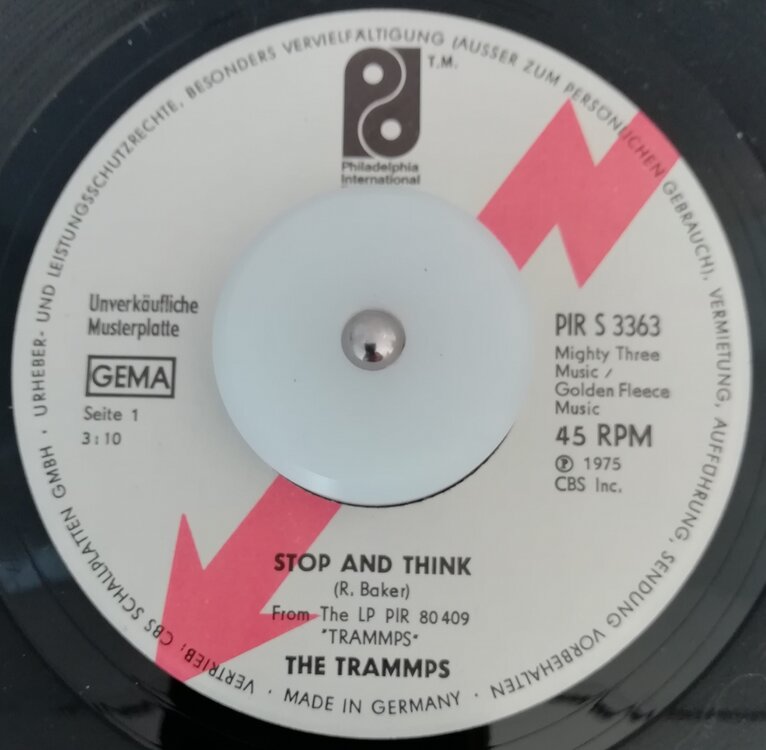 URHEBER- UND LEISTUNGSSCHUTZRECHTE, BESONDERS VERVIELFÄLTIGUNG (AUSSER ZUM PERSÖNLICHEN GEBRAUCH), VERMIETUNG, AUFFÜHRUNG, SENDUNG VORBEHALTEN ·
T.M.
Philadelphia
International
Unverkäufliche
Musterplatte
GEMA
Seite 1
3:10
PIR S 3363
Mighty Three
Music /
Golden Fleece
Music
45 RPM
Ⓟ 1975
CBS Inc.
STOP AND THINK
(R. Baker)
From The LP PIR 80 409
"TRAMMPS"
THE TRAMMPS
· MADE IN GERMANY ·
VERTRIEB: CBS SCHALLPLATTEN GMBH ·